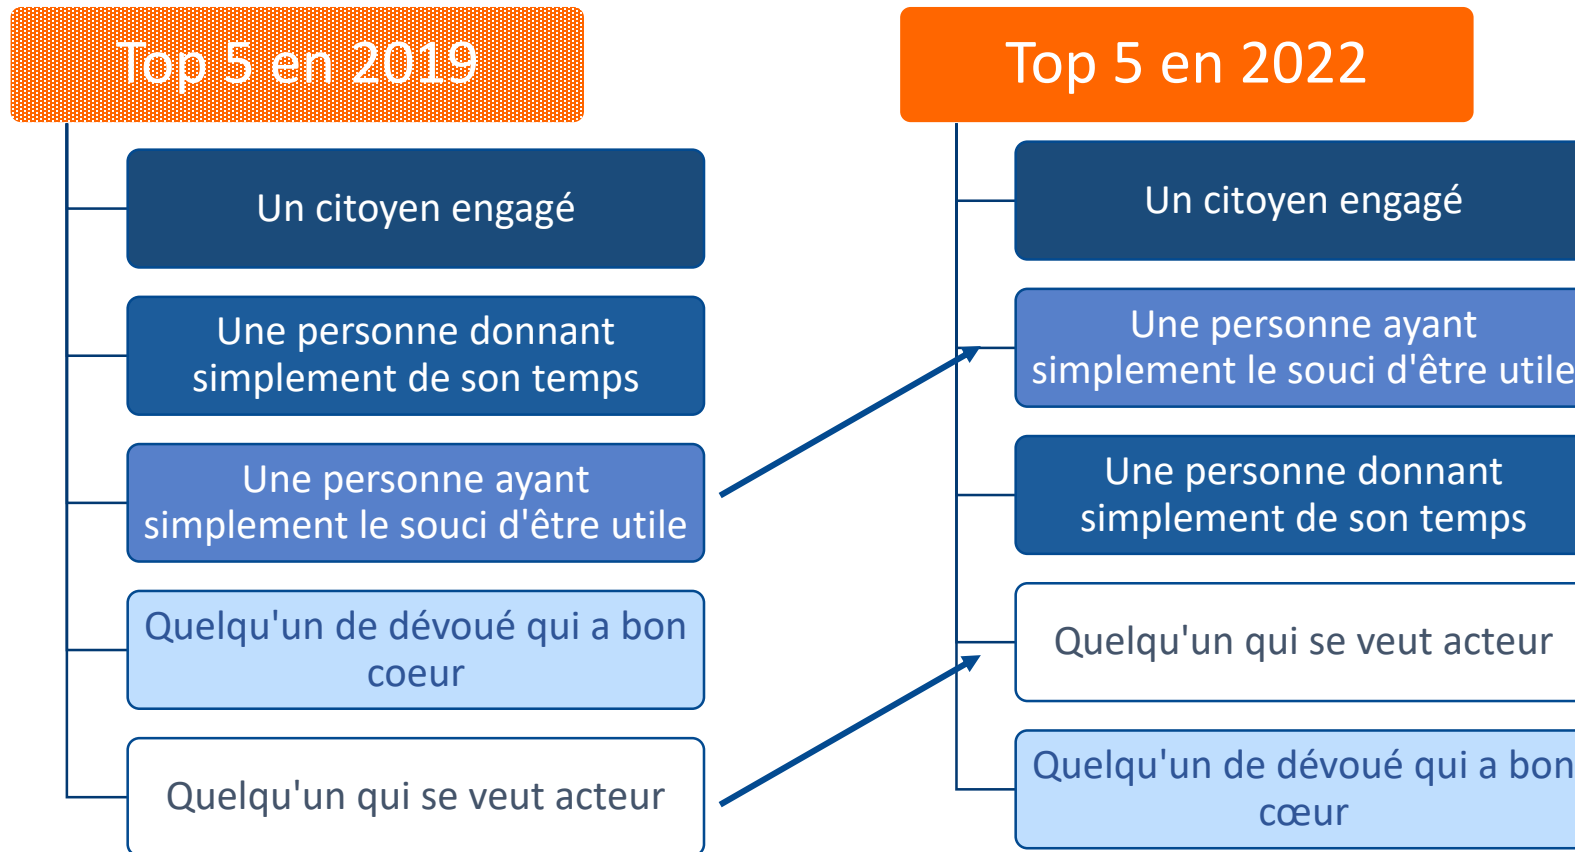 Top 5 en 2019
Un citoyen engagé
Une personne donnant
simplement de son temps
Une personne ayant
simplement le souci d'être utile
Quelqu'un de dévoué qui a bon
coeur
Quelqu'un qui se veut acteur
Top 5 en 2022
Un citoyen engagé
Une personne ayant
simplement le souci d'être utile
Une personne donnant
simplement de son temps
Quelqu'un qui se veut acteur
Quelqu'un de dévoué qui a bon
cœur